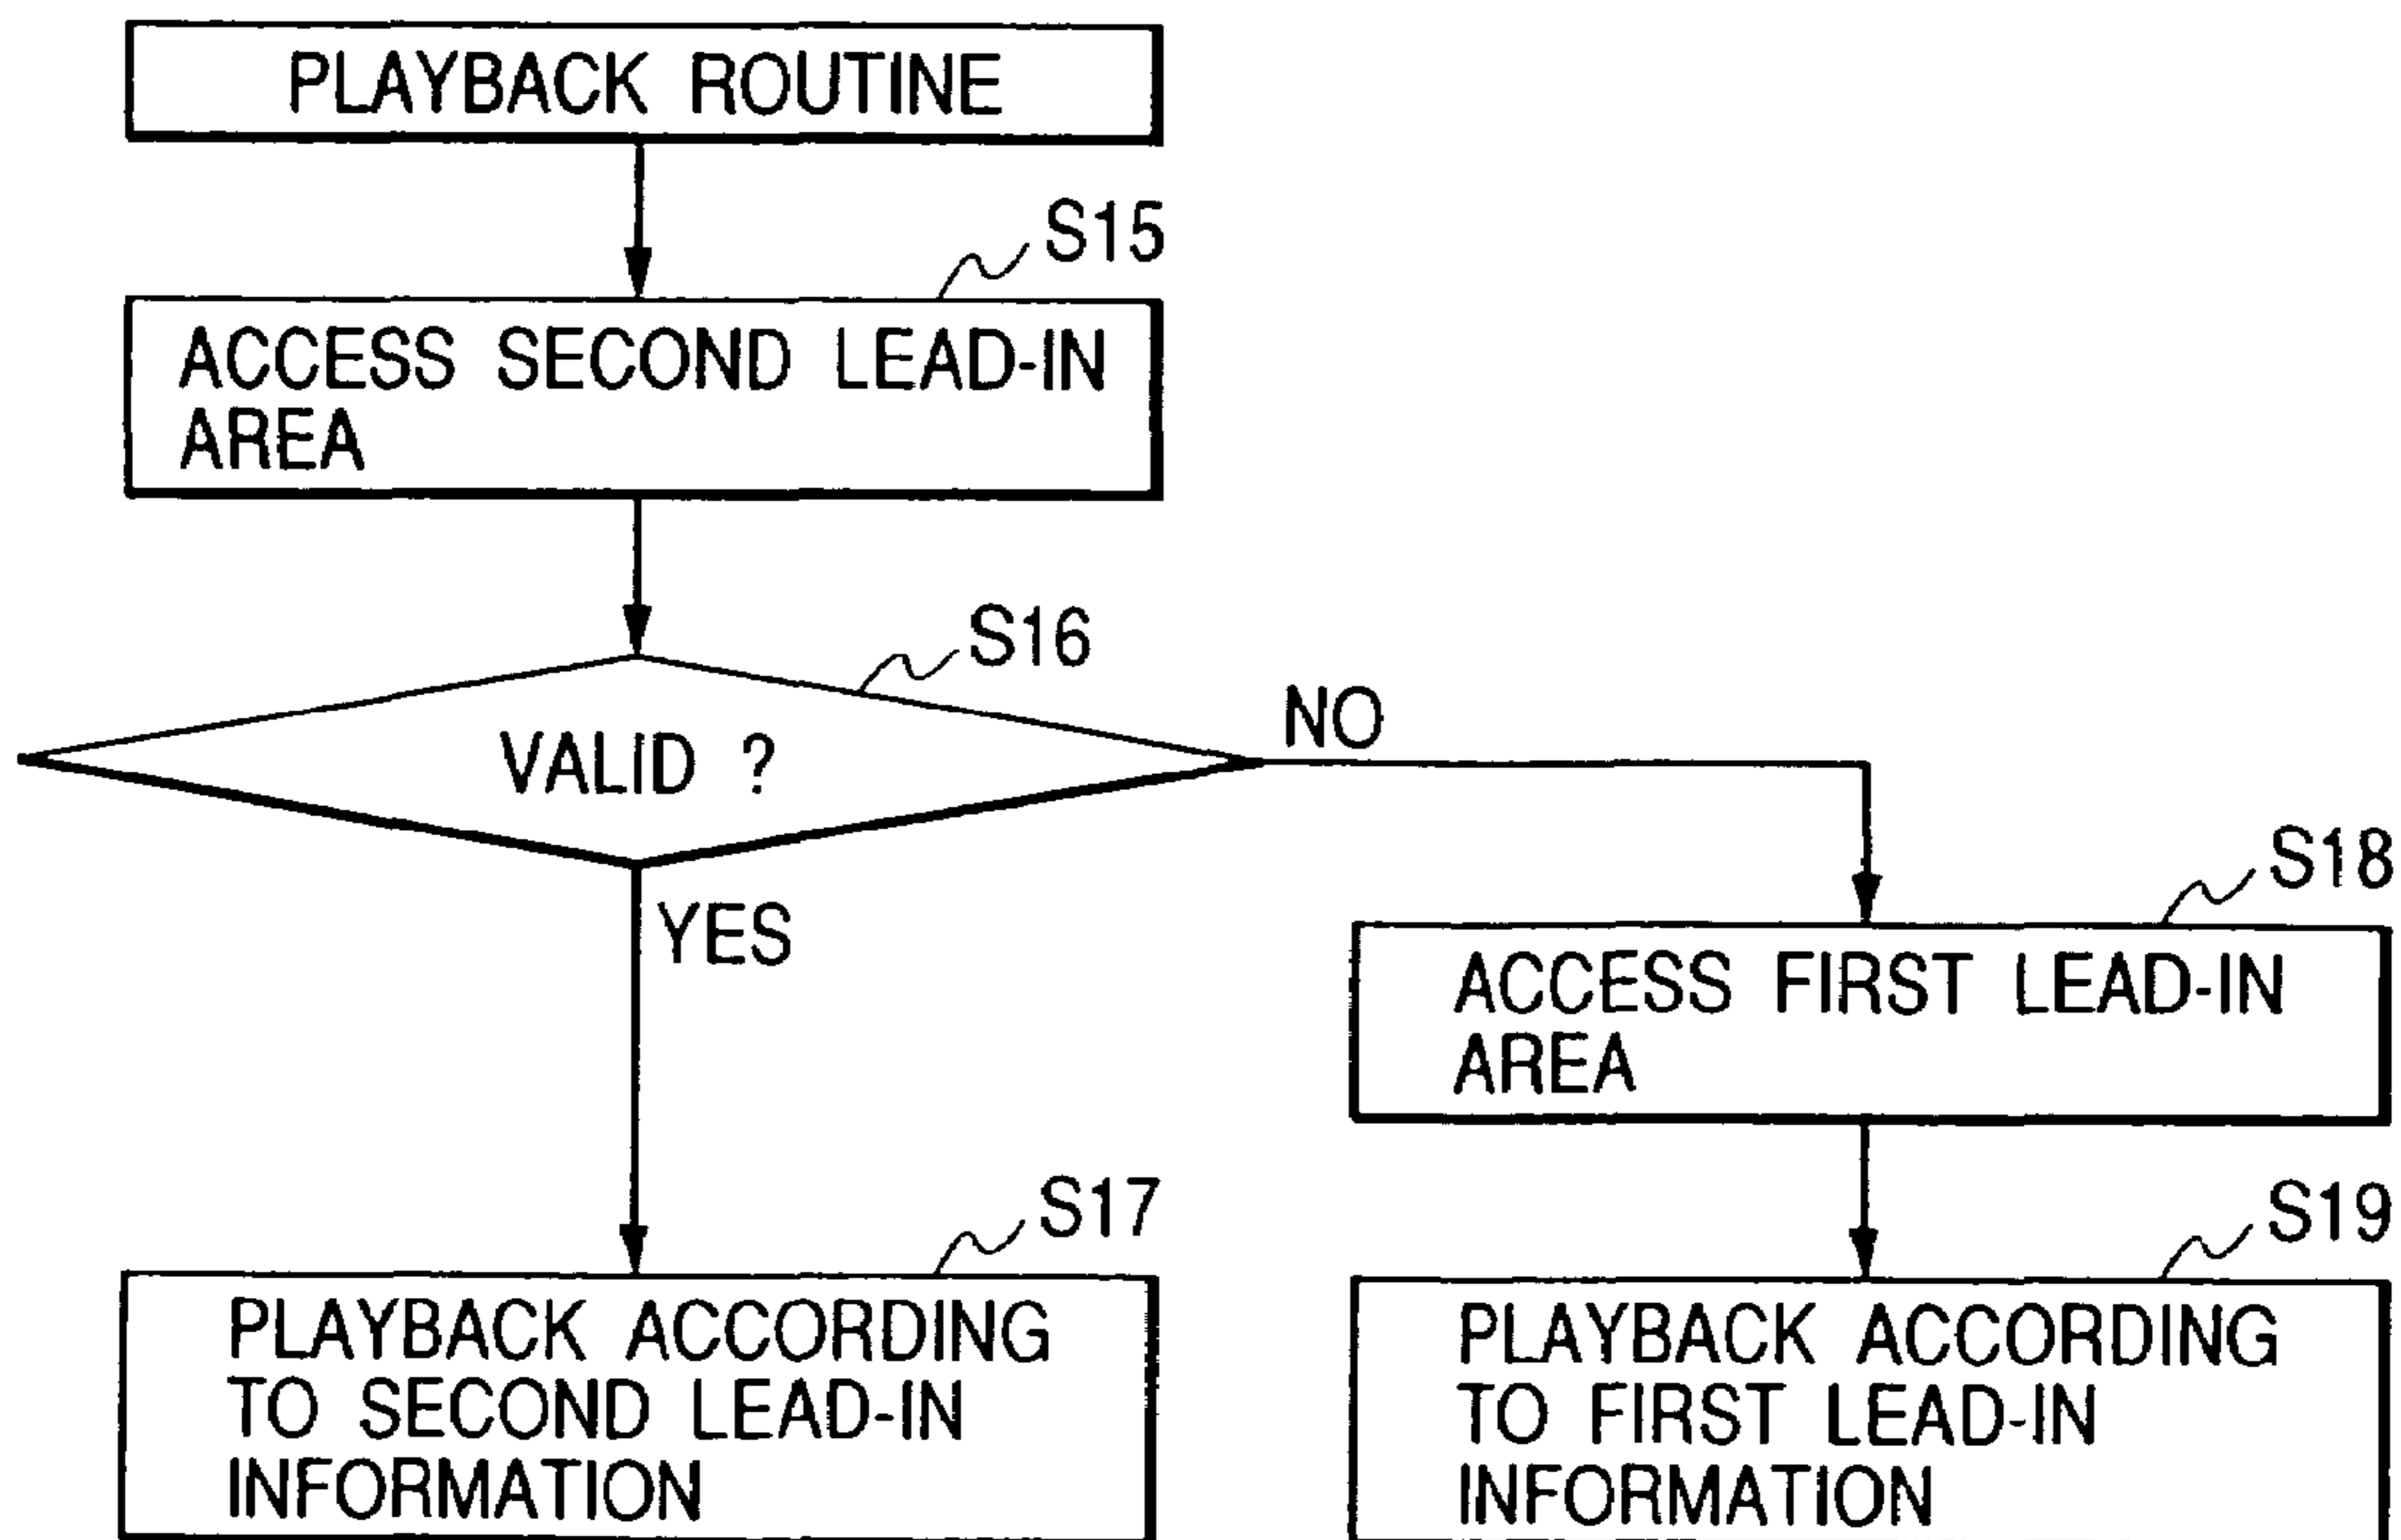 PLAYBACK ROUTINE
S15
ACCESS SECOND LEAD-IN
AREA
S16
VALID ?
NO
YES
S18
ACCESS FIRST LEAD-IN
AREA
S17
PLAYBACK ACCORDING
TO SECOND LEAD-IN
INFORMATION
S19
PLAYBACK ACCORDING
TO FIRST LEAD-IN
INFORMATION